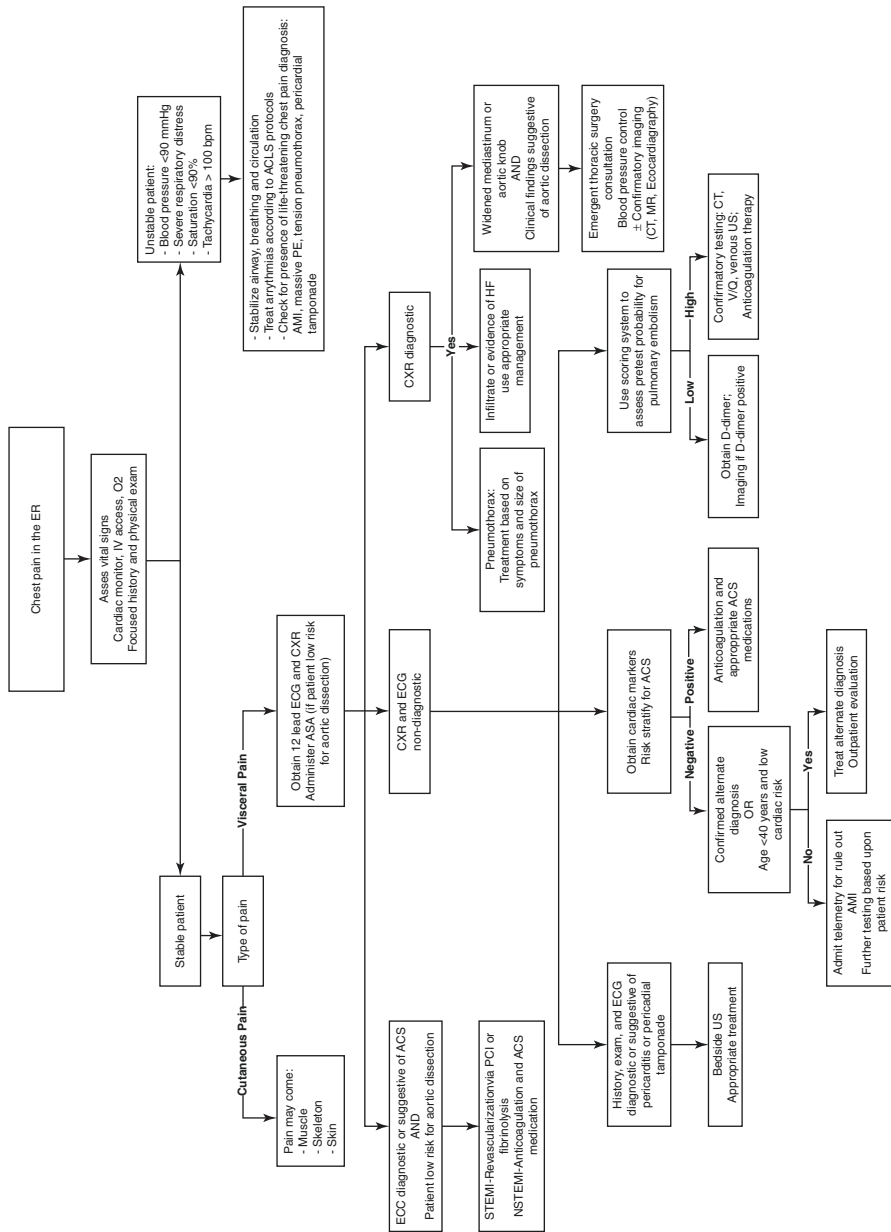 Chest pain in the ER
Asses vital signs
Cardiac monitor, IV access, O2
Focused history and physical exam
Stable patient
Unstable patient:
- Blood pressure <90 mmHg
- Severe respiratory distress
- Saturation <90%
- Tachycardia > 100 bpm
- Stabilize airway, breathing and circulation
- Treat arrythmias according to ACLS protocols
- Check for presence of life-threatening chest pain diagnosis:
AMI, massive PE, tension pneumothorax, pericardial
tamponade
Type of pain
Cutaneous Pain
Visceral Pain
Pain may come:
- Muscle
- Skeleton
- Skin
Obtain 12 lead ECG and CXR
Administer ASA (if patient low risk
for aortic dissection)
ECC diagnostic or suggestive of ACS
AND
Patient low risk for aortic dissection
CXR and ECG
non-diagnostic
CXR diagnostic
Yes
STEMI-Revascularizationvia PCI or
fibrinolysis
NSTEMI-Anticoagulation and ACS
medication
Pneumothorax:
Treatment based on
symptoms and size of
pneumothorax
Infiltrate or evidence of HF
use appropriate
management
Widened mediastinum or
aortic knob
AND
Clinical findings suggestive
of aortic dissection
Emergent thoracic surgery
consultation
Blood pressure control
± Confirmatory imaging
(CT, MR, Ecocardiagraphy)
History, exam, and ECG
diagnostic or suggestive of
pericarditis or pericadial
tamponade
Obtain cardiac markers
Risk stratify for ACS
Use scoring system to
assess pretest probability for
pulmonary embolism
Bedside US
Appropriate treatment
Negative
Positive
Low
High
Confirmed alternate
diagnosis
OR
Age <40 years and low
cardiac risk
Anticoagulation and
approppriate ACS
medications
Obtain D-dimer;
Imaging if D-dimer positive
Confirmatory testing: CT,
V/Q, venous US;
Anticoagulation therapy
No
Yes
Admit telemetry for rule out
AMI
Further testing based upon
patient risk
Treat alternate diagnosis
Outpatient evaluation